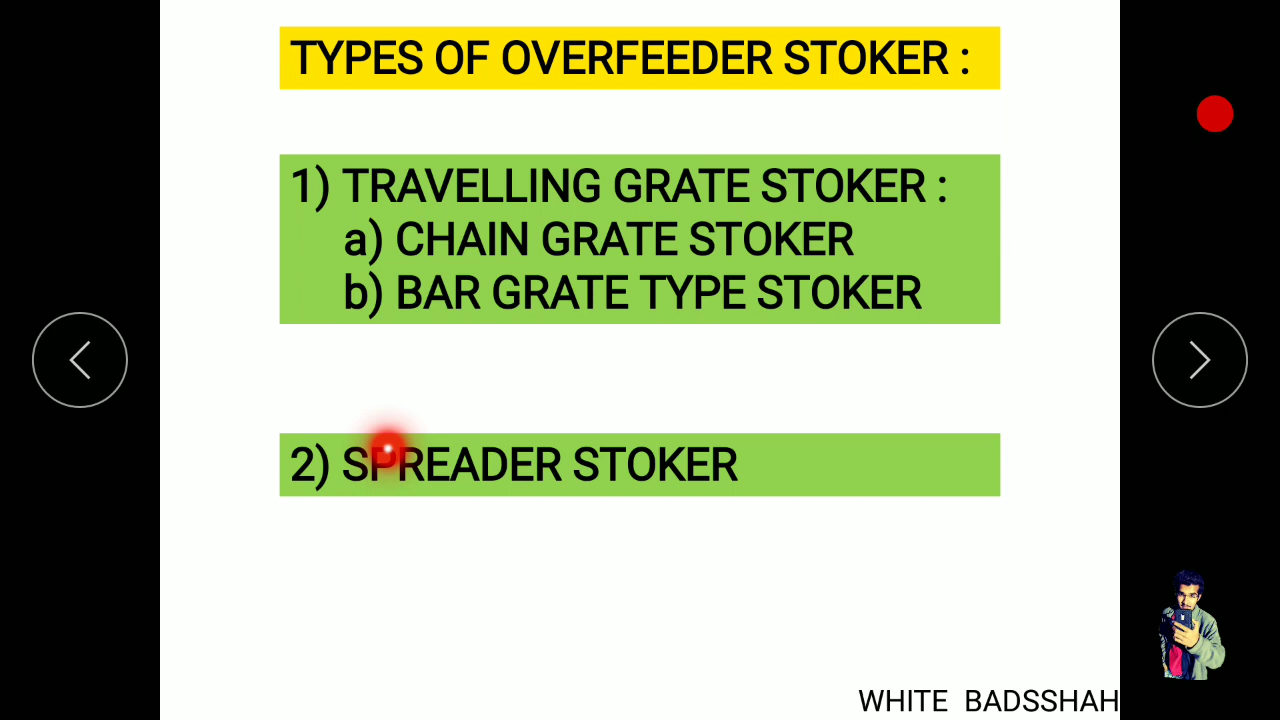 TYPES OF OVERFEEDER STOKER :
1) TRAVELLING GRATE STOKER :
a) CHAIN GRATE STOKER
b) BAR GRATE TYPE STOKER
2) SPREADER STOKER
WHITE BADSSHAH